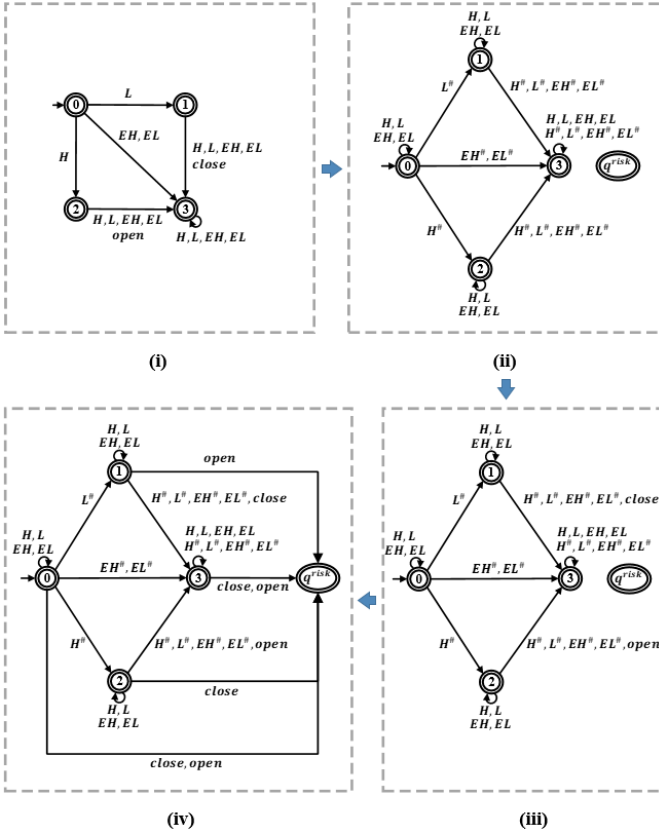 0
L
1
H
EH, EL
H, L, EH, EL
close
2
H, L, EH, EL
open
3
H, L, EH, EL
(i)
H, L
EH, EL
1
L#
H#, L#, EH#, EL#
H, L
EH, EL
H, L, EH, EL
H#, L#, EH#, EL#
0
EH#, EL#
3
q^risk
H#
H#, L#, EH#, EL#
2
H, L
EH, EL
(ii)
H, L
EH, EL
1
open
L#
H#, L#, EH#, EL#, close
H, L
EH, EL
H, L, EH, EL
H#, L#, EH#, EL#
0
EH#, EL#
3
close, open
q^risk
H#
H#, L#, EH#, EL#, open
2
close
H, L
EH, EL
close, open
(iv)
H, L
EH, EL
1
L#
H#, L#, EH#, EL#, close
H, L
EH, EL
H, L, EH, EL
H#, L#, EH#, EL#
0
EH#, EL#
3
q^risk
H#
H#, L#, EH#, EL#, open
2
H, L
EH, EL
(iii)